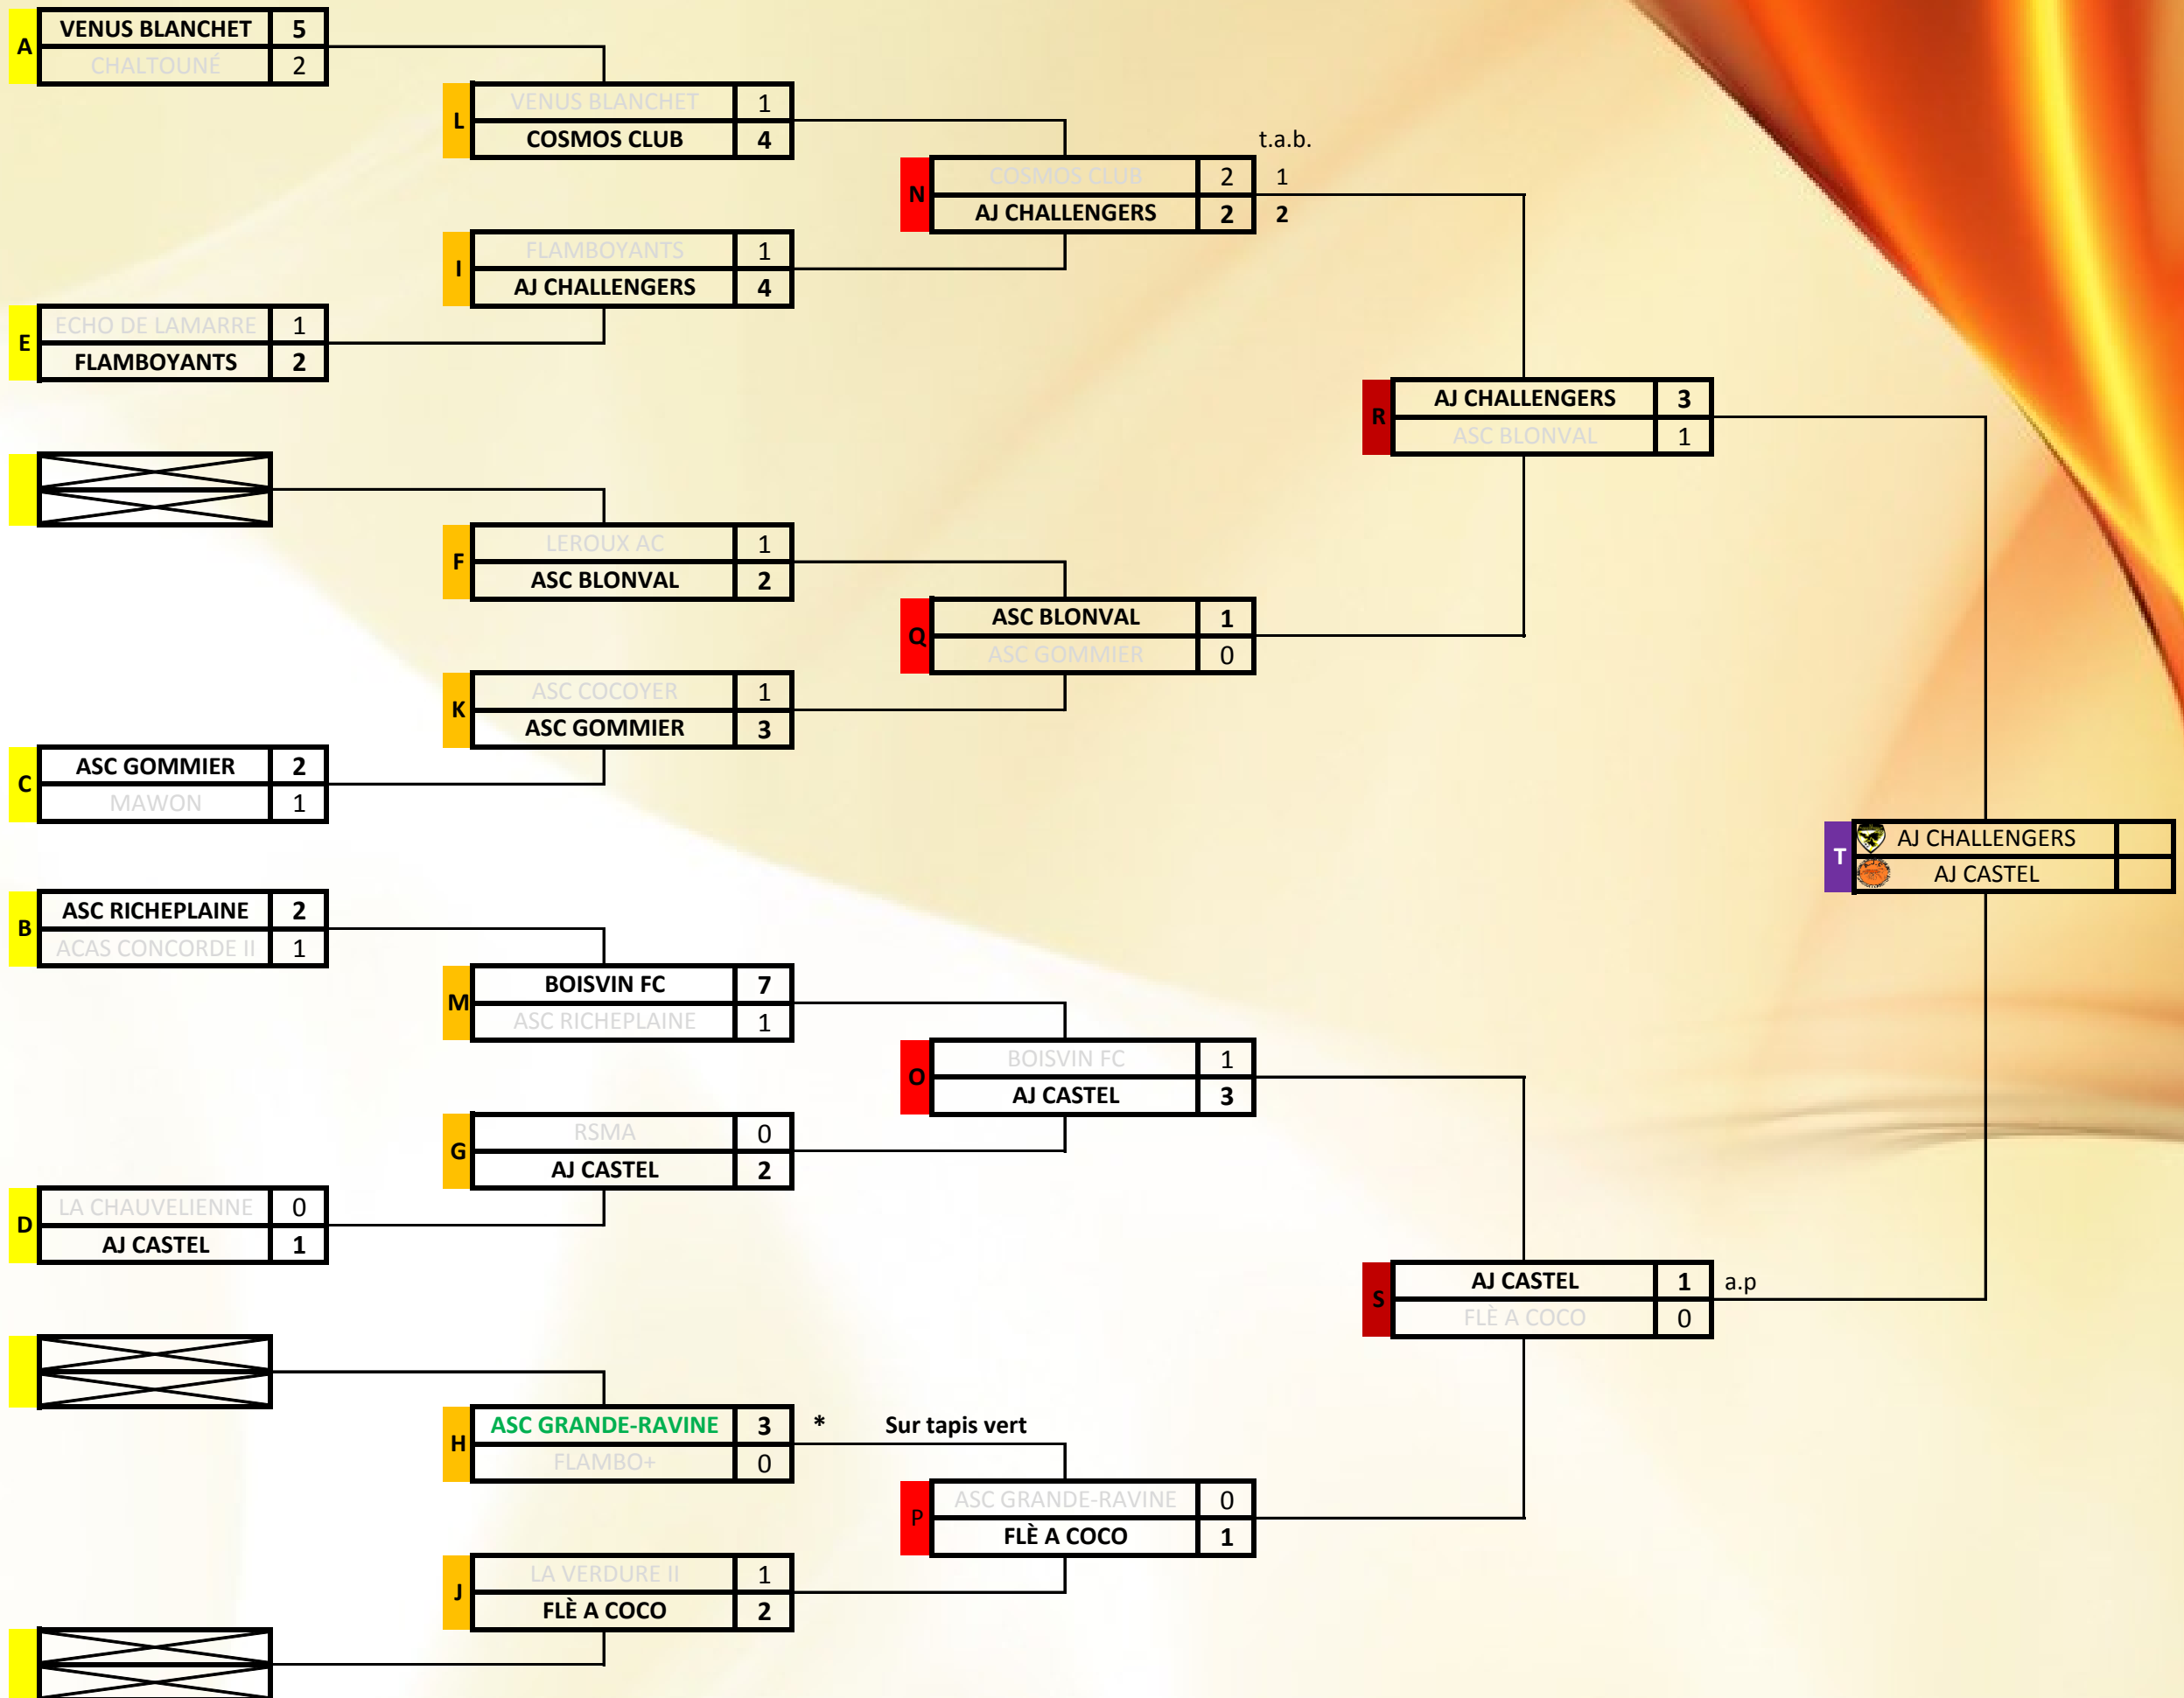 A
VENUS BLANCHET 5
CHALTOUNÉ 2
L
VENUS BLANCHET 1
COSMOS CLUB 4
t.a.b.
N
COSMOS CLUB 2 1
AJ CHALLENGERS 2 2
I
FLAMBOYANTS 1
AJ CHALLENGERS 4
E
ECHO DE LAMARRE 1
FLAMBOYANTS 2
R
AJ CHALLENGERS 3
ASC BLONVAL 1
F
LEROUX AC 1
ASC BLONVAL 2
Q
ASC BLONVAL 1
ASC GOMMIER 0
K
ASC COCOYER 1
ASC GOMMIER 3
C
ASC GOMMIER 2
MAWON 1
T
AJ CHALLENGERS
AJ CASTEL
B
ASC RICHEPLAINE 2
ACAS CONCORDE II 1
M
BOISVIN FC 7
ASC RICHEPLAINE 1
O
BOISVIN FC 1
AJ CASTEL 3
G
RSMA 0
AJ CASTEL 2
D
LA CHAUVELIENNE 0
AJ CASTEL 1
S
AJ CASTEL 1 a.p
FLÈ A COCO 0
H
ASC GRANDE-RAVINE 3 * Sur tapis vert
FLAMBO+ 0
P
ASC GRANDE-RAVINE 0
FLÈ A COCO 1
J
LA VERDURE II 1
FLÈ A COCO 2